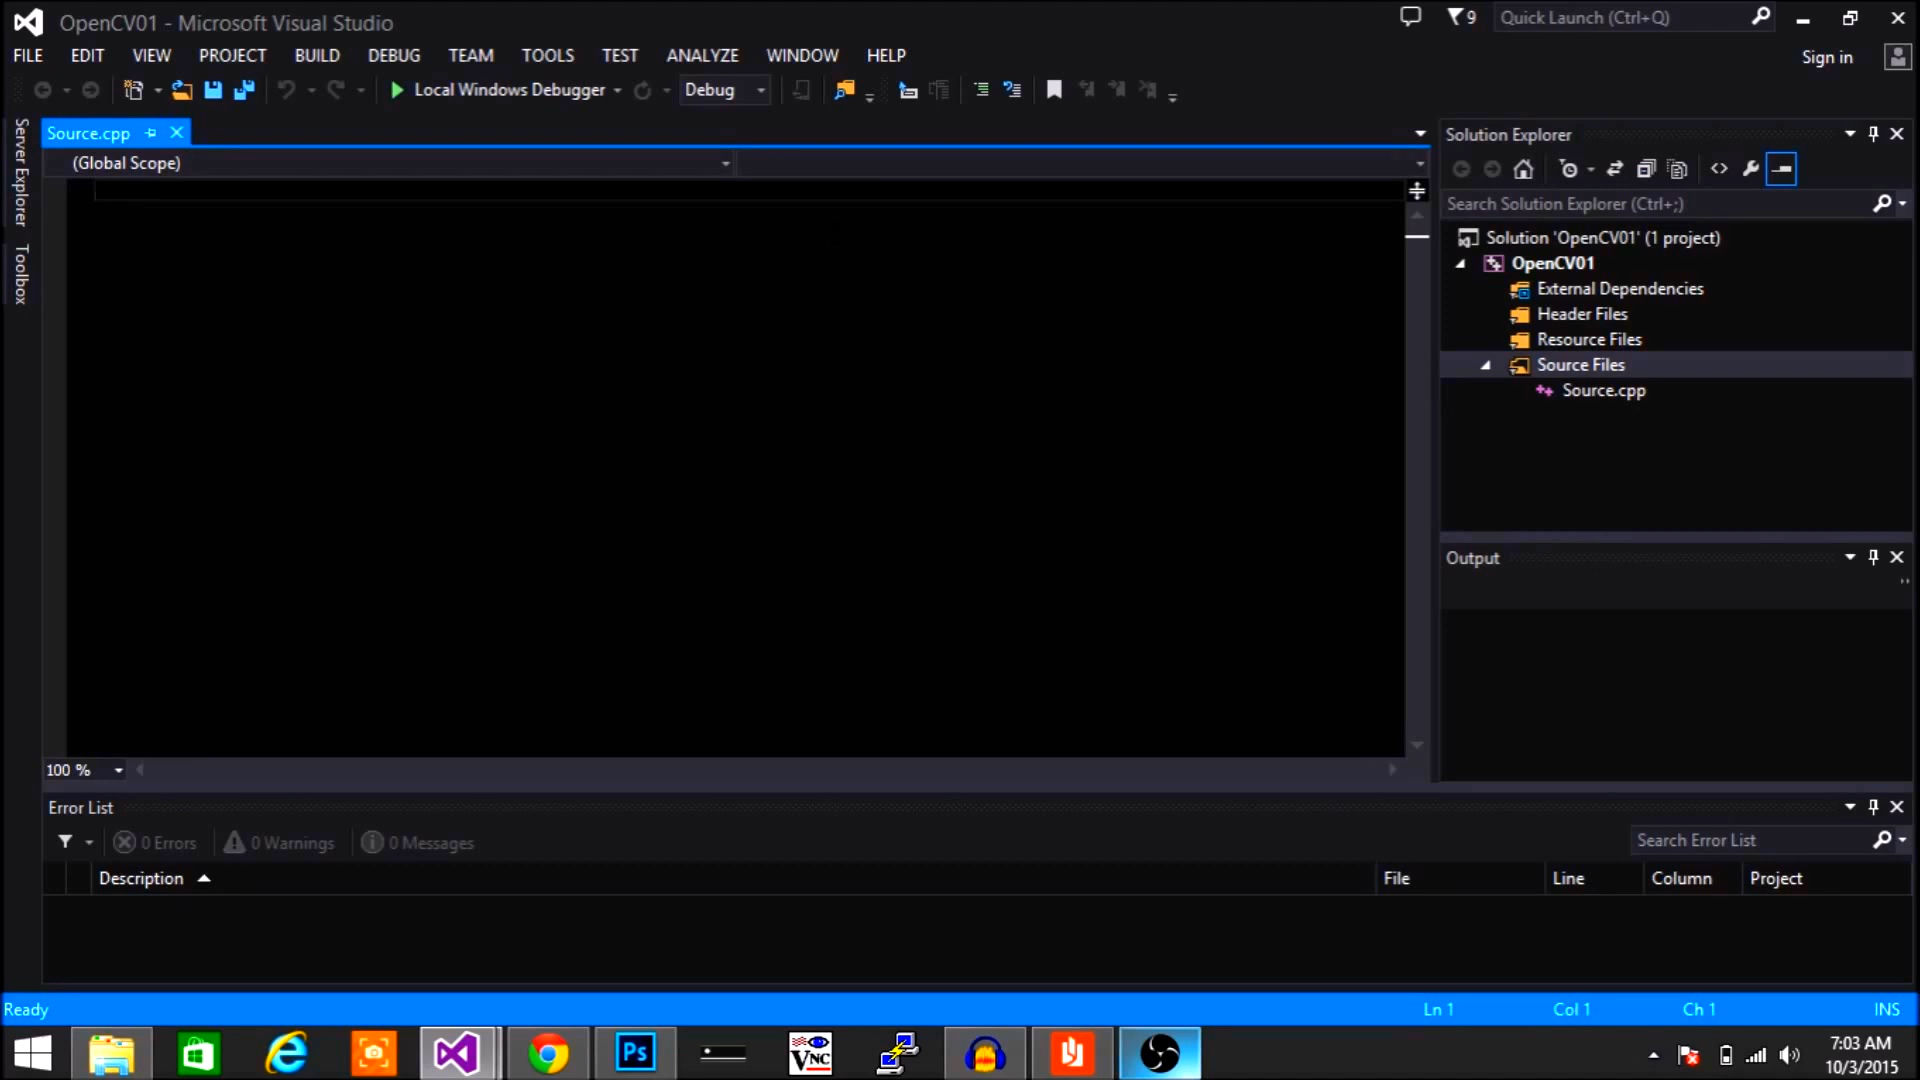 OpenCV01 - Microsoft Visual Studio
9
Quick Launch (Ctrl+Q)
FILE EDIT VIEW PROJECT BUILD DEBUG TEAM TOOLS TEST ANALYZE WINDOW HELP
Sign in
Local Windows Debugger
Debug
Server Explorer
Toolbox
Source.cpp
(Global Scope)
100 %
Solution Explorer
Search Solution Explorer (Ctrl+;)
Solution 'OpenCV01' (1 project)
OpenCV01
External Dependencies
Header Files
Resource Files
Source Files
Source.cpp
Output
Error List
0 Errors
0 Warnings
0 Messages
Search Error List
Description File Line Column Project
Ready
Ln 1 Col 1 Ch 1 INS
Ps
VNC
7:03 AM
10/3/2015